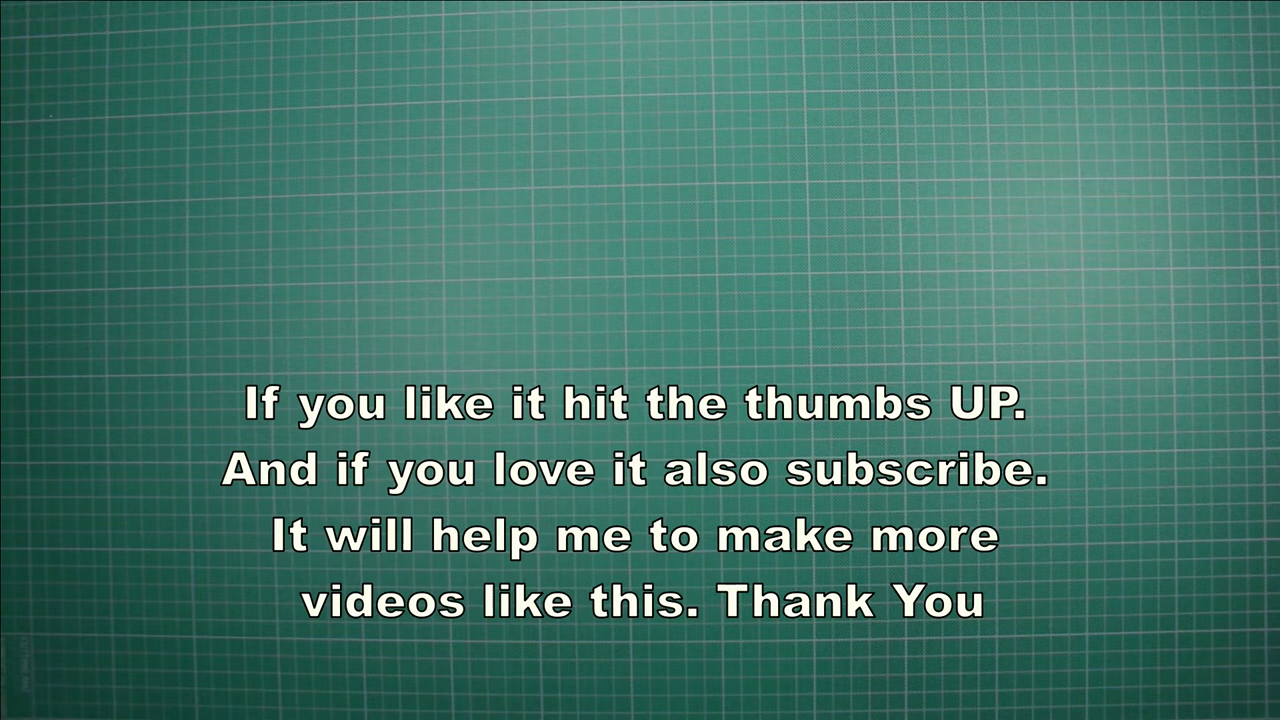 If you like it hit the thumbs UP.
And if you love it also subscribe.
It will help me to make more
videos like this. Thank You